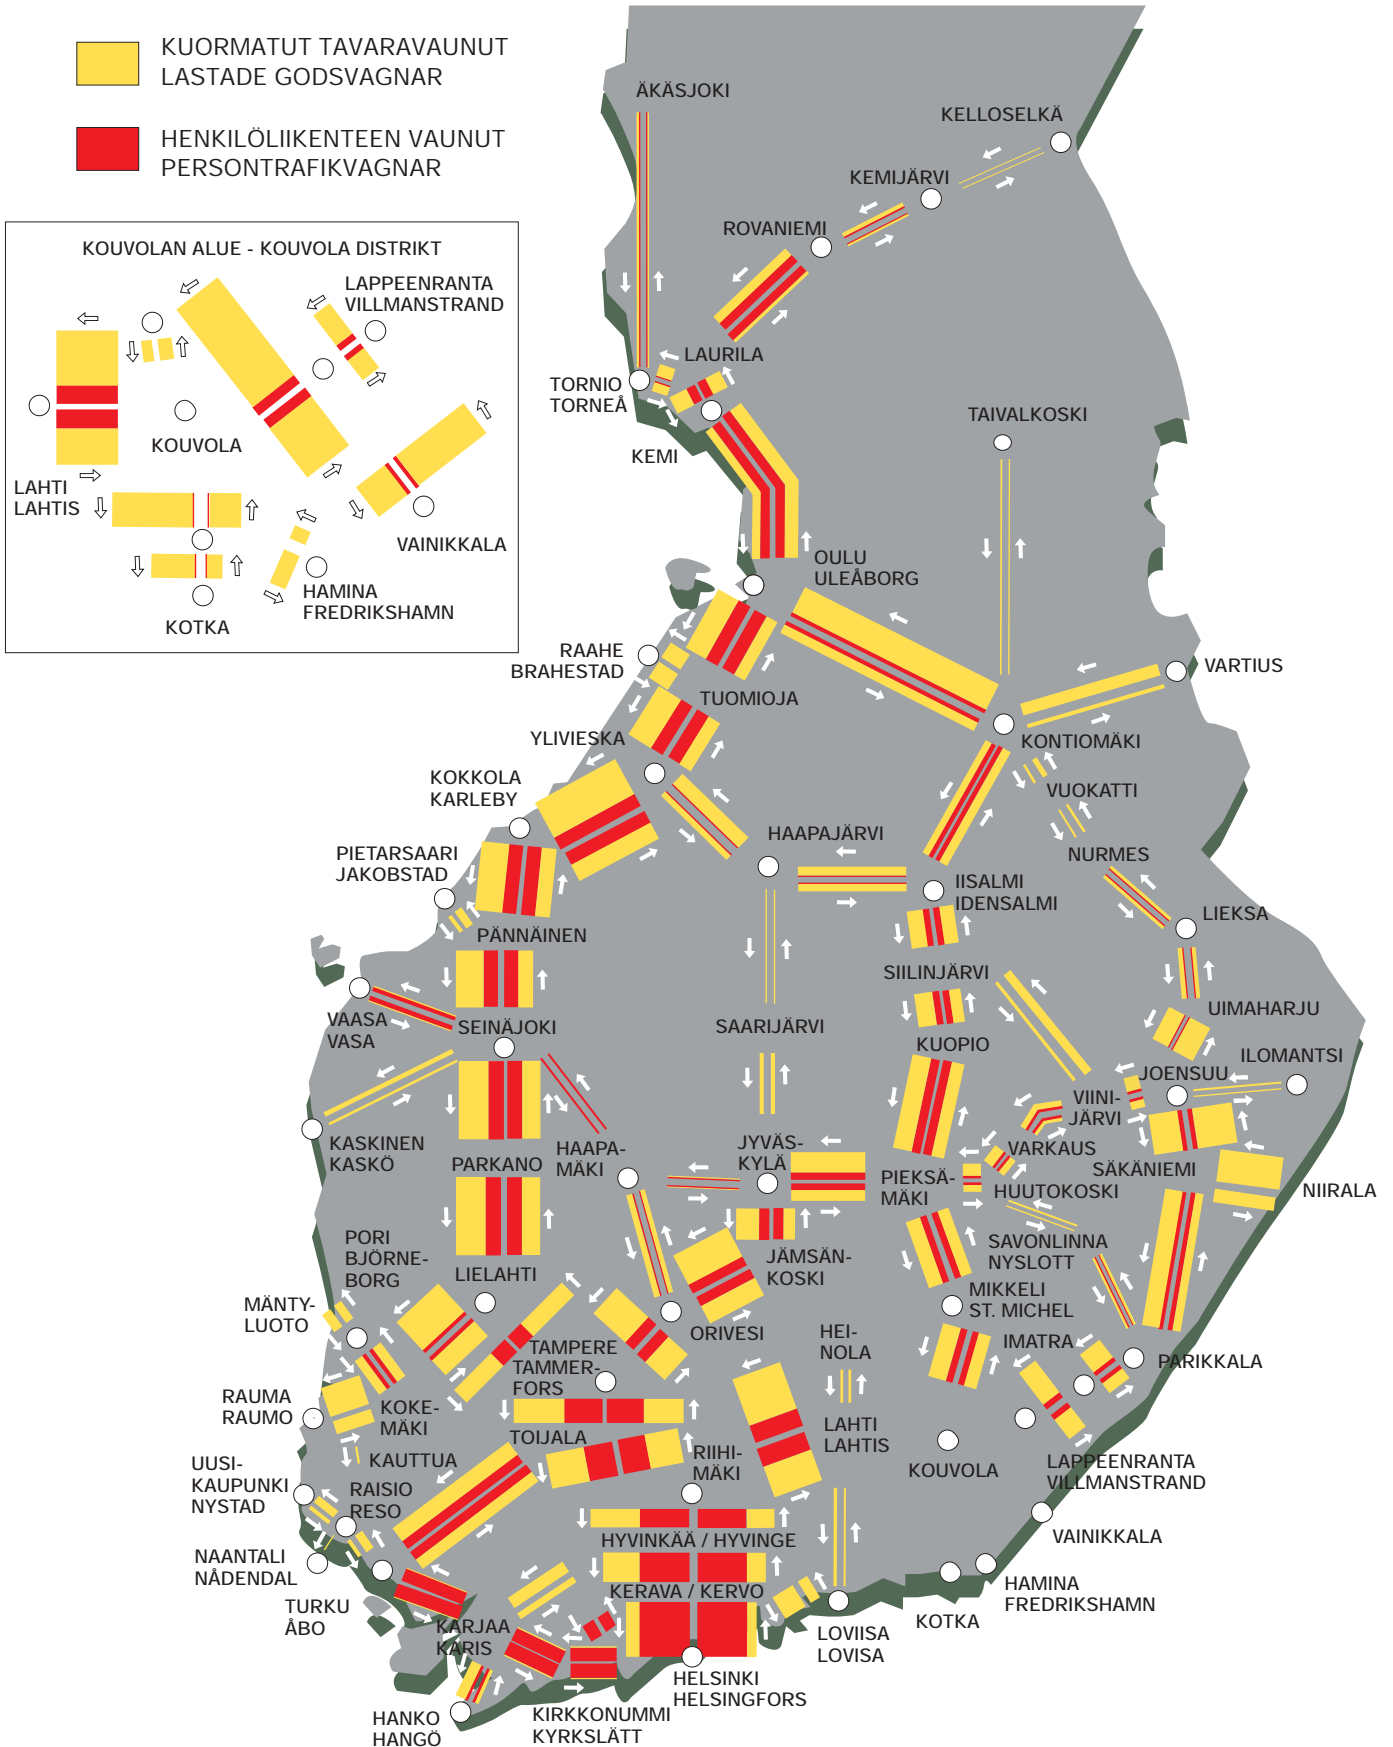 KUORMATUT TAVARAVAUNUT
LASTADE GODSVAGNAR
HENKILÖLIIKENTEEN VAUNUT
PERSONTRAFIKVAGNAR
KOUVOLAN ALUE - KOUVOLA DISTRIKT
LAPPEENRANTA
VILLMANSTRAND
KOUVOLA
LAHTI
LAHTIS
VAINIKKALA
HAMINA
FREDRIKSHAMN
KOTKA
ÄKÄSJOKI
KELLOSELKÄ
KEMIJÄRVI
ROVANIEMI
LAURILA
TORNIO
TORNEÅ
KEMI
TAIVALKOSKI
OULU
ULEÅBORG
RAAHE
BRAHESTAD
TUOMIOJA
VARTIUS
KONTIOMÄKI
YLIVIESKA
VUOKATTI
KOKKOLA
KARLEBY
HAAPAJÄRVI
NURMES
PIETARSAARI
JAKOBSTAD
IISALMI
IDENSALMI
LIEKSA
PÄNNÄINEN
SIILINJÄRVI
UIMAHARJU
VAASA
VASA
SEINÄJOKI
SAARIJÄRVI
KUOPIO
ILOMANTSI
JOENSUU
VIINI-
JÄRVI
KASKINEN
KASKÖ
HAAPA-
MÄKI
JYVÄS-
KYLÄ
VARKAUS
PARKANO
PIEKSÄ-
MÄKI
HUUTOKOSKI
SÄKÄNIEMI
NIIRALA
PORI
BJÖRNE-
BORG
LIELAHTI
JÄMSÄN-
KOSKI
SAVONLINNA
NYSLOTT
MÄNTY-
LUOTO
MIKKELI
ST. MICHEL
ORIVESI
HEI-
NOLA
IMATRA
TAMPERE
TAMMER-
FORS
PARIKKALA
RAUMA
RAUMO
KOKE-
MÄKI
LAHTI
LAHTIS
TOIJALA
KAUTTUA
RIIHI-
MÄKI
KOUVOLA
LAPPEENRANTA
VILLMANSTRAND
UUSI-
KAUPUNKI
NYSTAD
RAISIO
RESO
VAINIKKALA
HYVINKÄÄ / HYVINGE
NAANTALI
NÅDENDAL
KERAVA / KERVO
HAMINA
FREDRIKSHAMN
KOTKA
TURKU
ÅBO
KARJAA
KARIS
LOVIISA
LOVISA
HELSINKI
HELSINGFORS
HANKO
HANGÖ
KIRKKONUMMI
KYRKSLÄTT